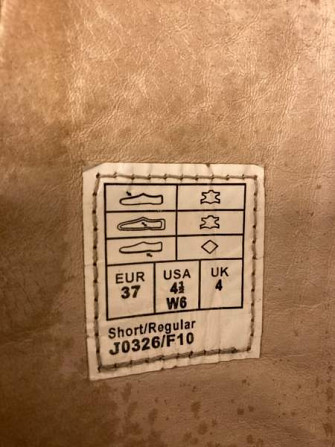 EUR USA UK
37 4½ 4
W6
Short/Regular
J0326/F10